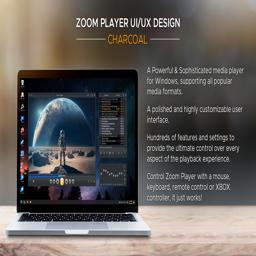 ZOOM PLAYER UI/UX DESIGN
CHARCOAL
A Powerful & Sophisticated media player
for Windows, supporting all popular
media formats.
A polished and highly customizable user
interface.
Hundreds of features and settings to
provide the ultimate control over every
aspect of the playback experience.
Control Zoom Player with a mouse,
keyboard, remote control or XBOX
controller, it just works!